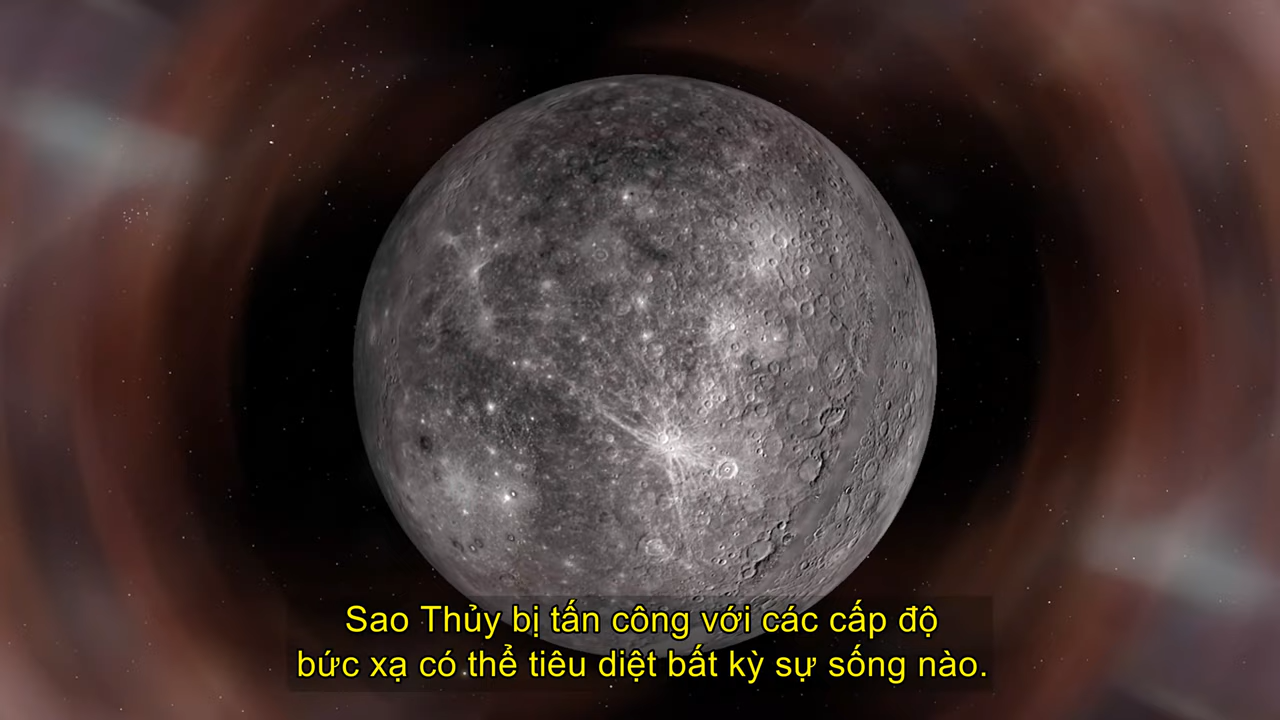 Sao Thủy bị tấn công với các cấp độ
bức xạ có thể tiêu diệt bất kỳ sự sống nào.